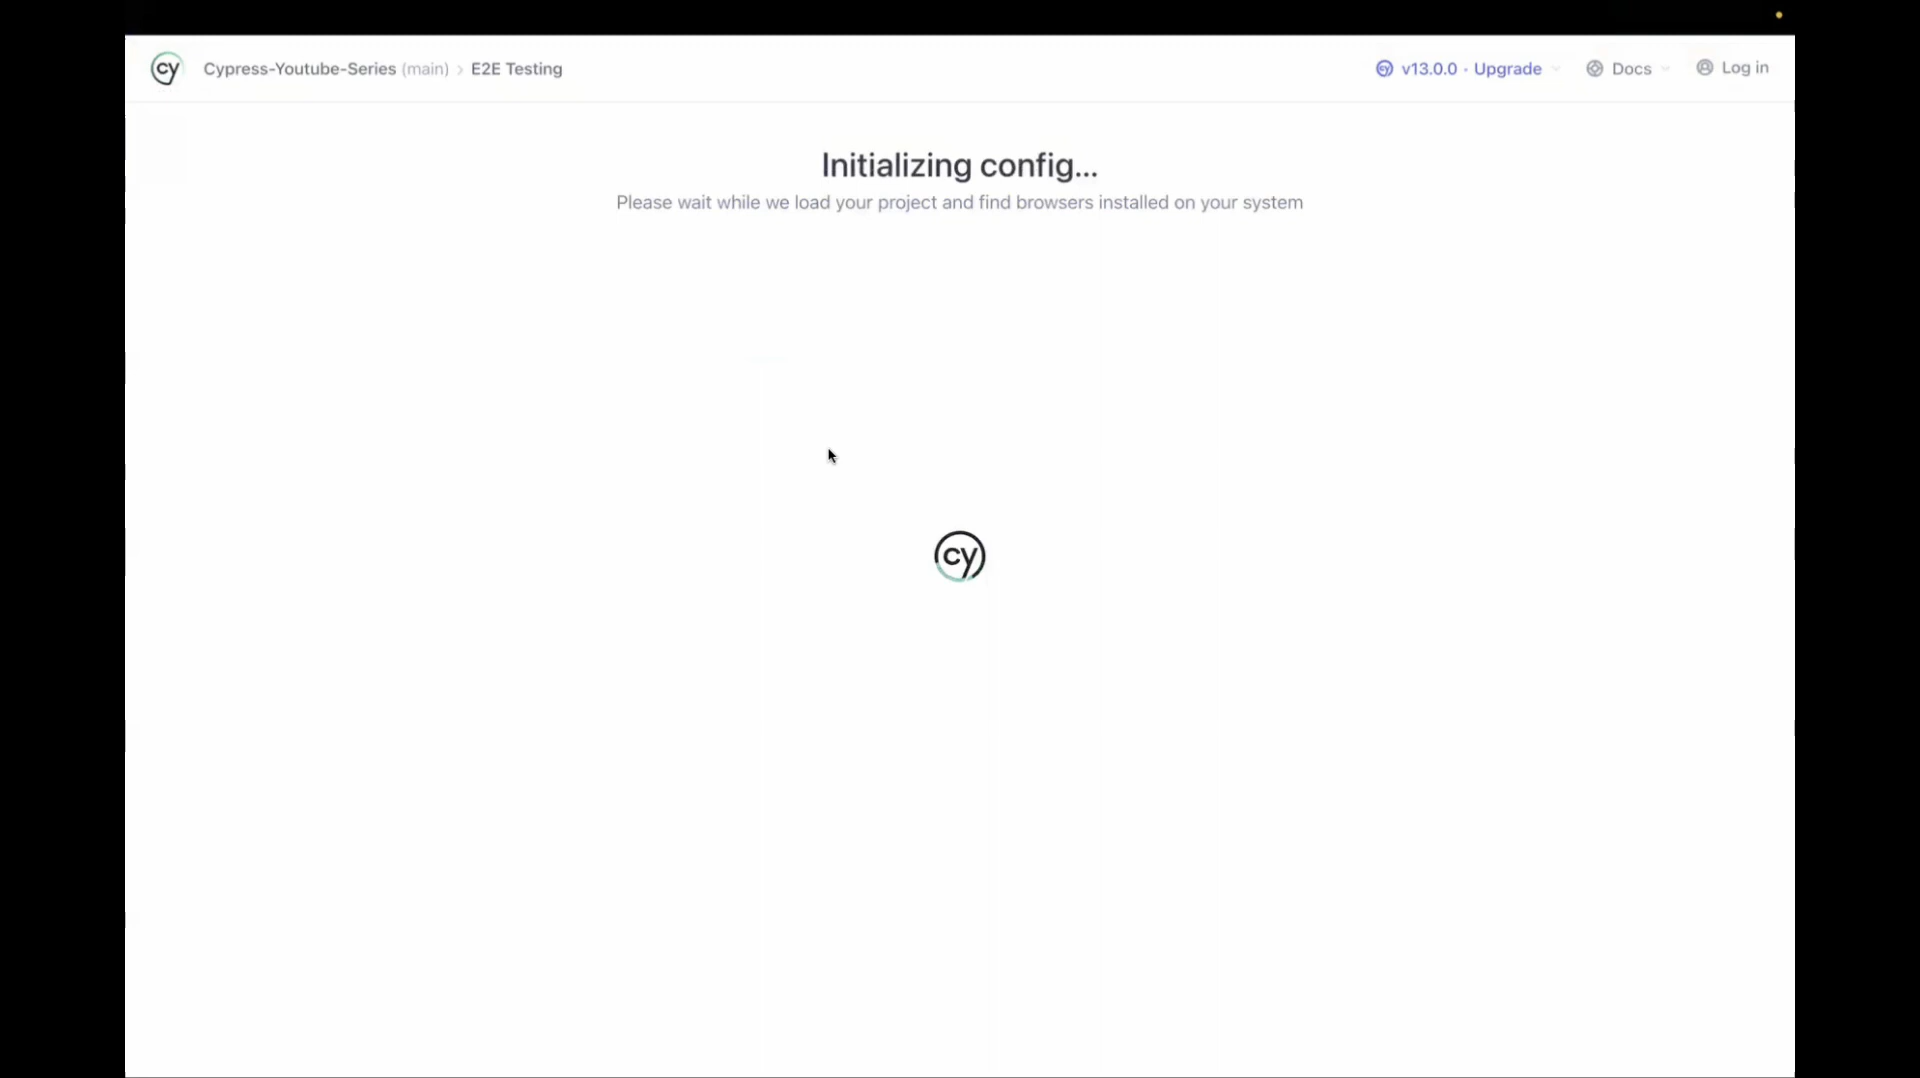 cy Cypress-Youtube-Series (main) > E2E Testing cy v13.0.0 • Upgrade Docs Log in
Initializing config...
Please wait while we load your project and find browsers installed on your system
cy